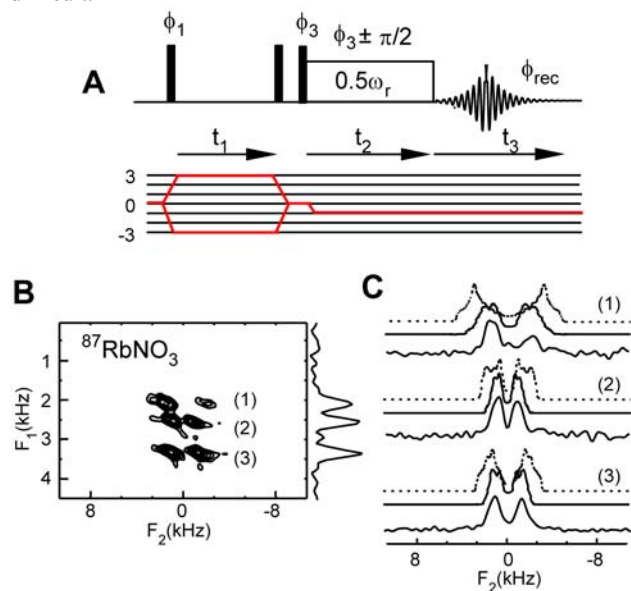 ϕ1 ϕ3 ϕ3 ± π/2
A 0.5ωr ϕrec
t1 t2 t3
3
0
-3
B
87RbNO3
1
2
3
4
F1(kHz)
(1)
(2)
(3)
8 0 -8
F2(kHz)
C
(1)
(2)
(3)
8 0 -8
F2(kHz)